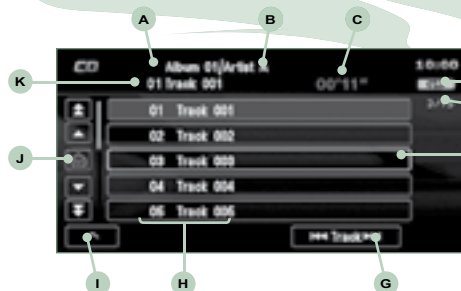 A B C
CD Album 01/Artist 10:00
K 01 Track 001 00"11"
01 Track 001
02 Track 002
03 Track 003
J
04 Track 004
05 Track 005
Track
I H G